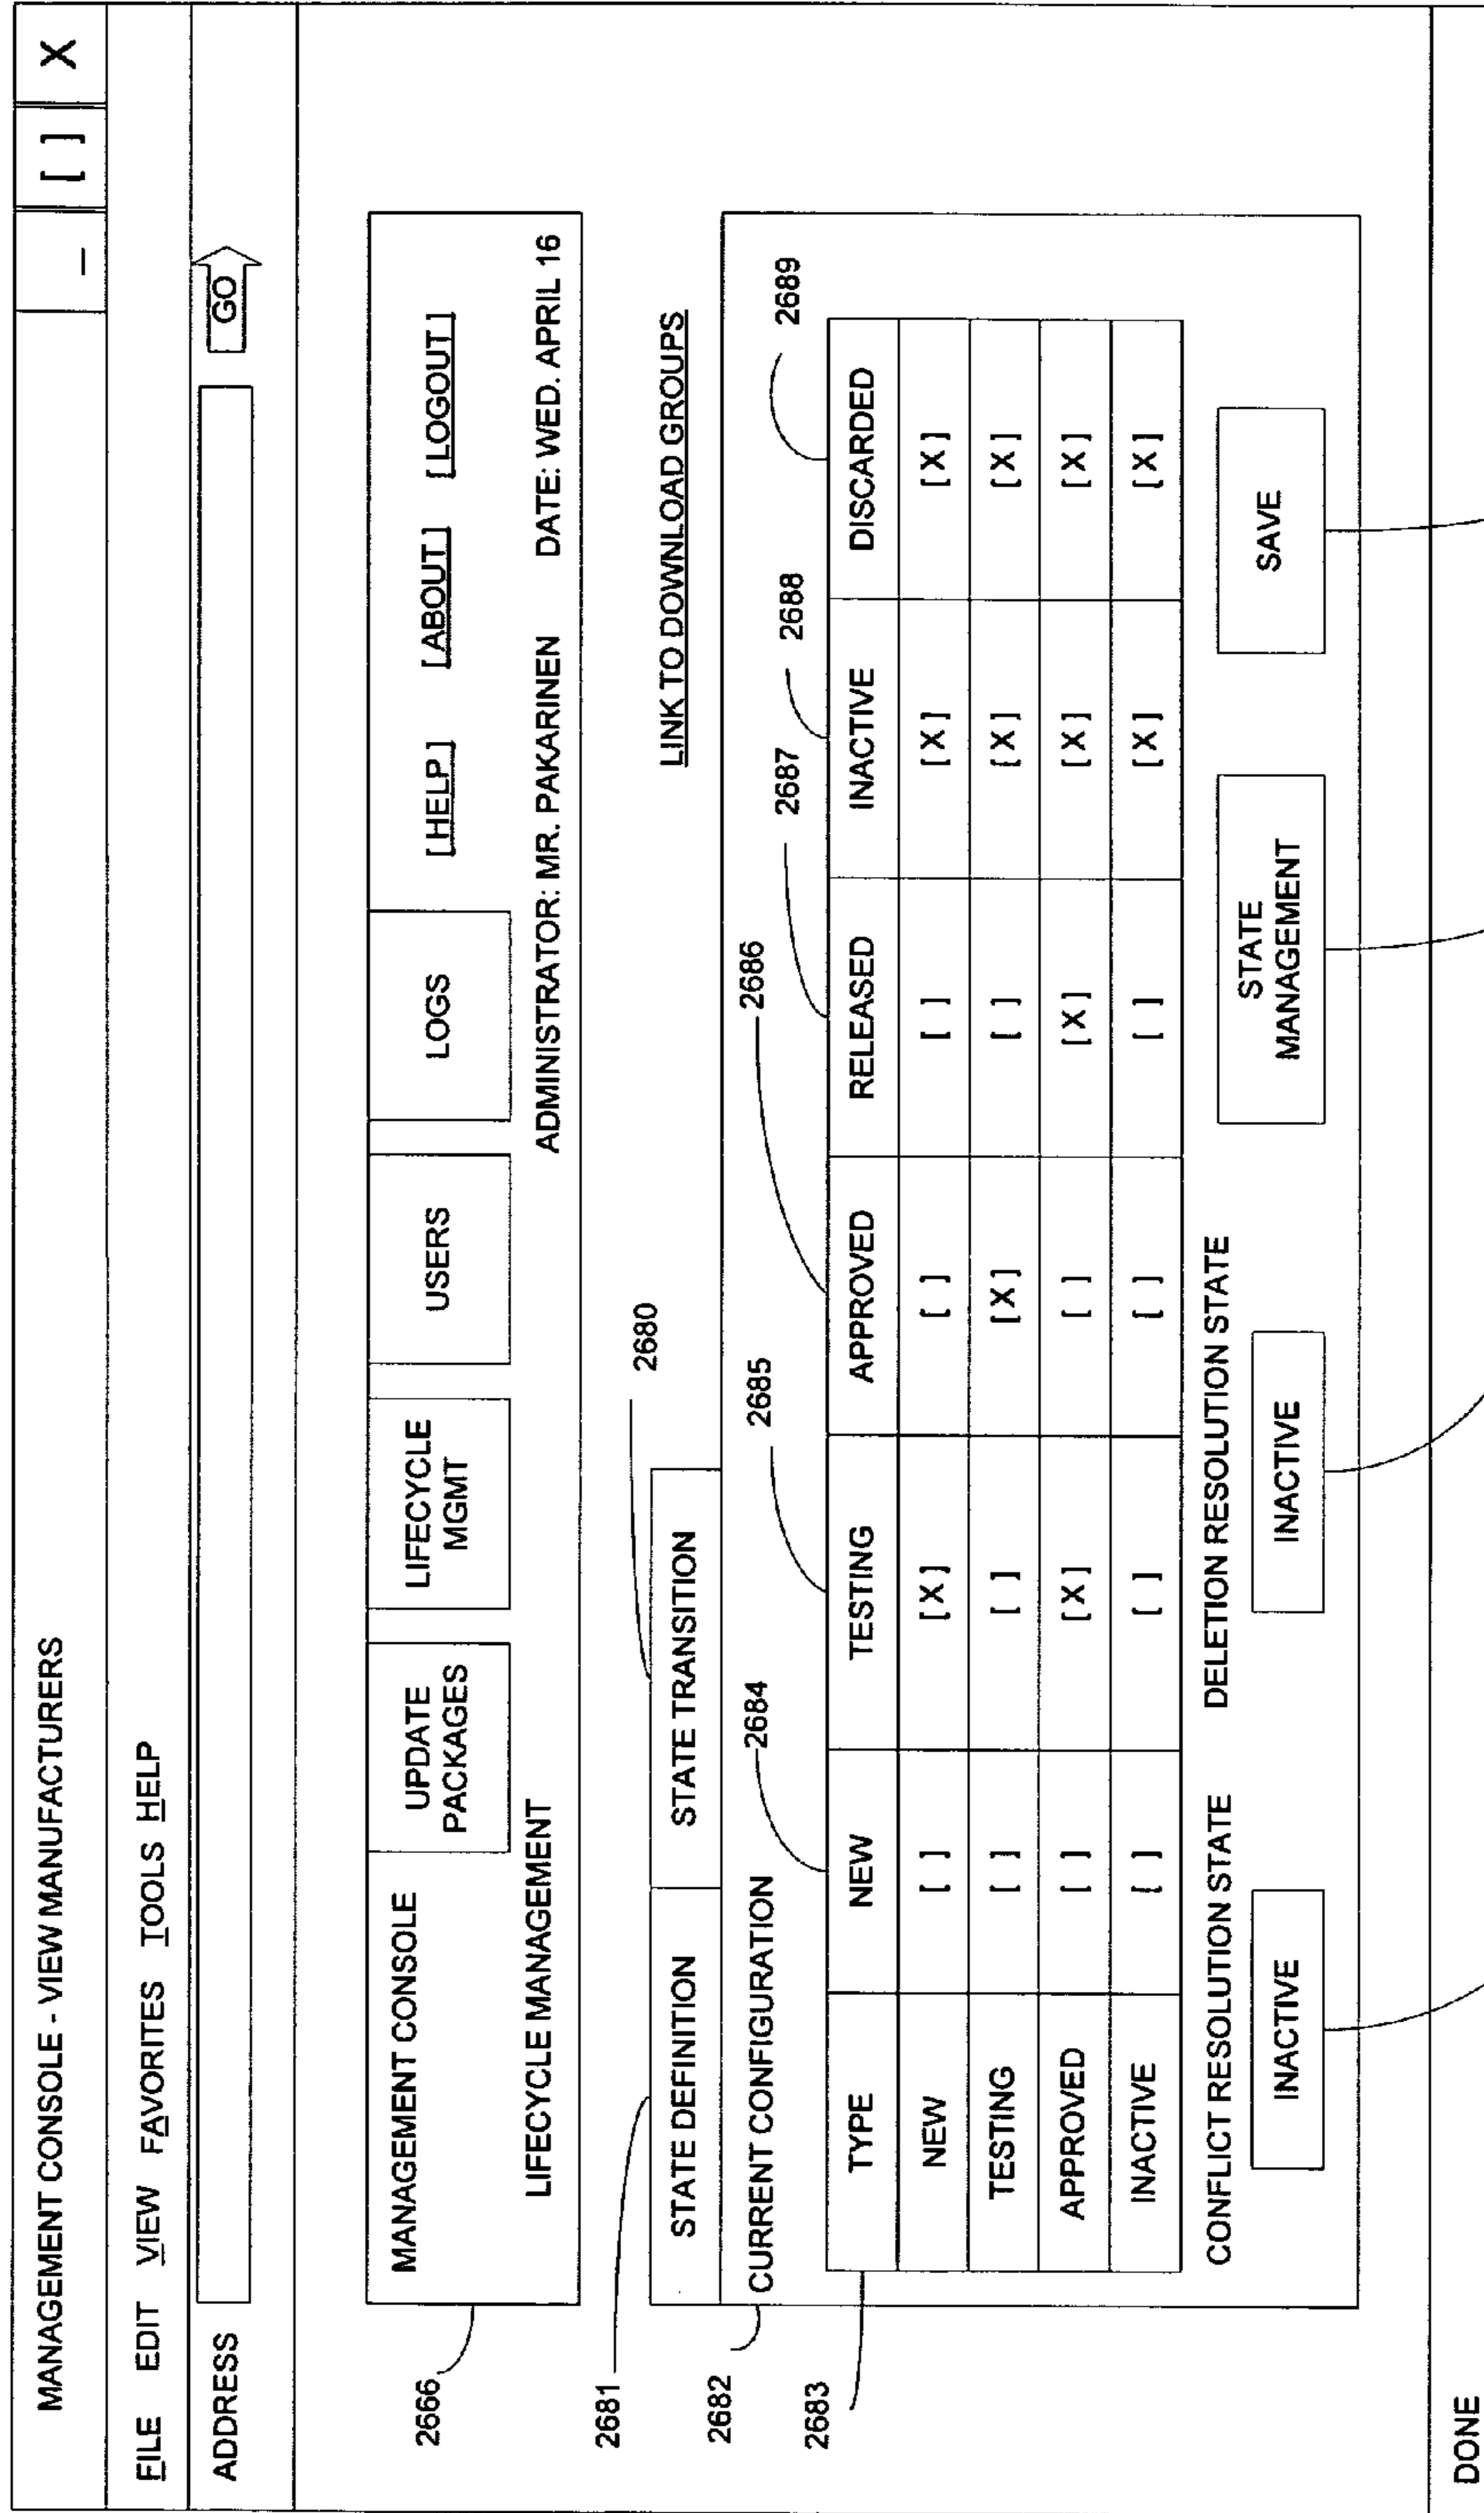 MANAGEMENT CONSOLE - VIEW MANUFACTURERS
_ [ ] X
FILE EDIT VIEW FAVORITES TOOLS HELP
ADDRESS
GO
MANAGEMENT CONSOLE
UPDATE
PACKAGES
LIFECYCLE
MGMT
USERS
LOGS
[HELP] [ABOUT] [LOGOUT]
LIFECYCLE MANAGEMENT
ADMINISTRATOR: MR. PAKARINEN DATE: WED. APRIL 16
2666
2681
2680
STATE DEFINITION
STATE TRANSITION
LINK TO DOWNLOAD GROUPS
2682
CURRENT CONFIGURATION
2683
2684
2685
2686
2687
2688
2689
TYPE NEW TESTING APPROVED RELEASED INACTIVE DISCARDED
NEW [ ] [X] [ ] [ ] [X] [X]
TESTING [ ] [ ] [X] [ ] [X] [X]
APPROVED [ ] [X] [ ] [X] [X] [X]
INACTIVE [ ] [ ] [ ] [ ] [X] [X]
CONFLICT RESOLUTION STATE
DELETION RESOLUTION STATE
INACTIVE
INACTIVE
STATE
MANAGEMENT
SAVE
DONE